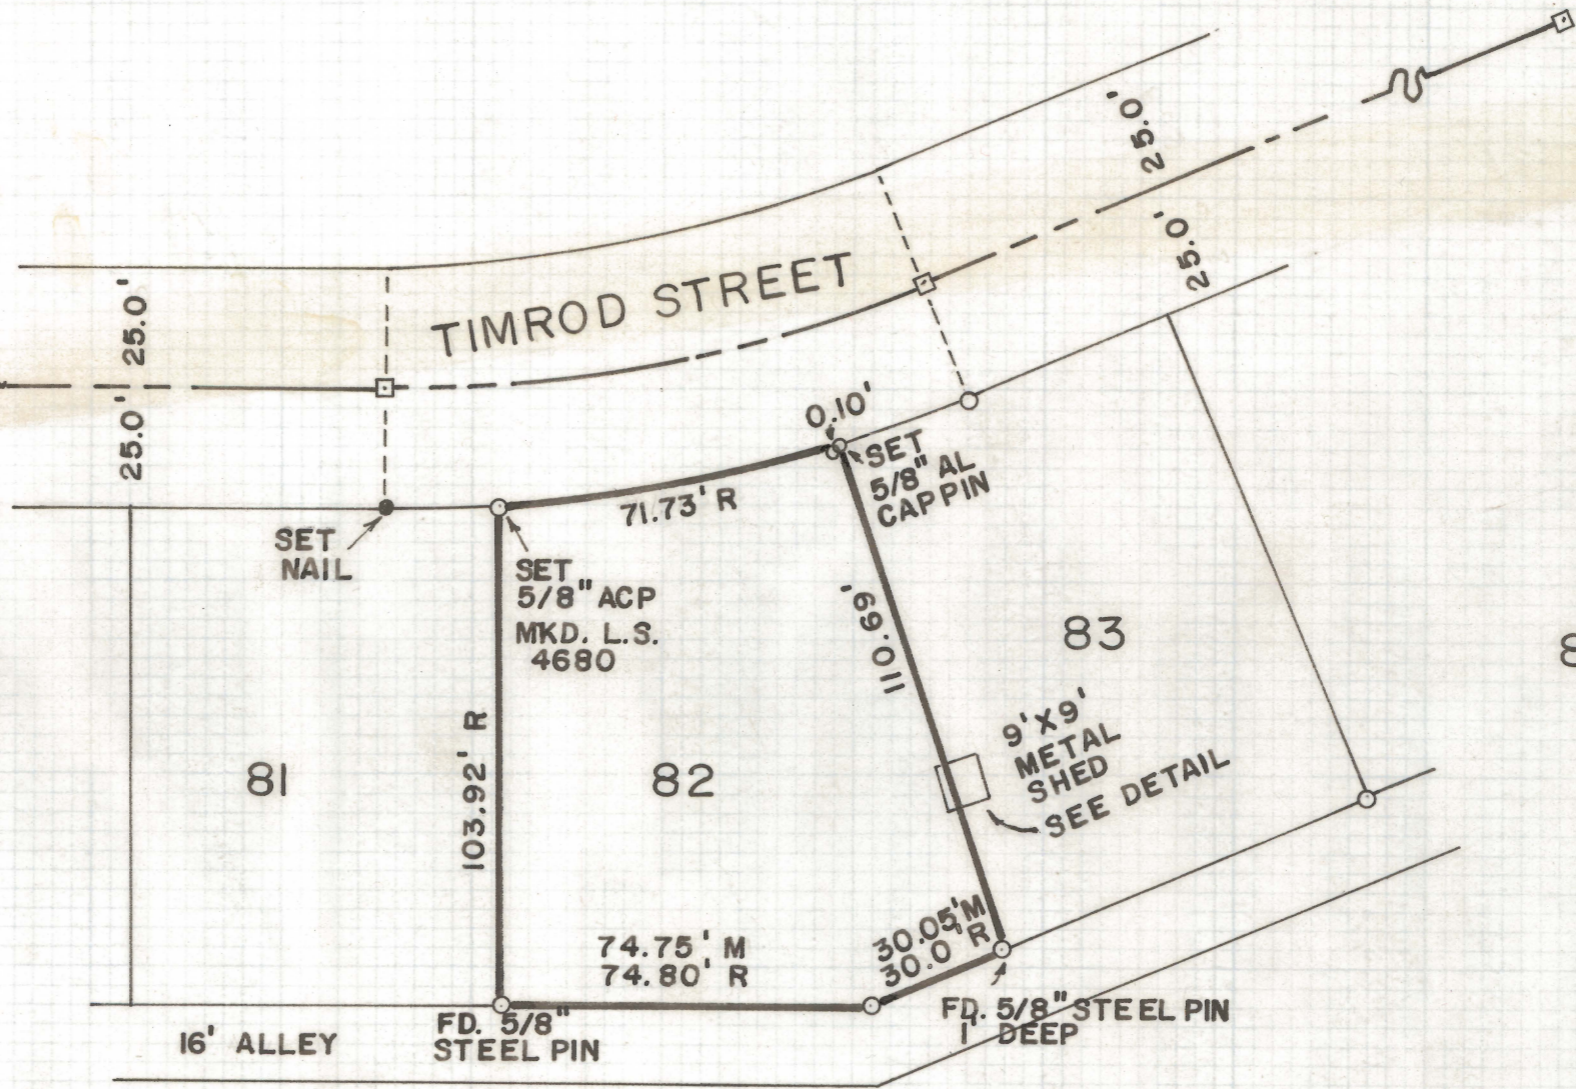 25.0'
25.0'
25.0'
25.0'
TIMROD STREET
0.10'
SET
5/8" AL
CAP PIN
71.73' R
SET
NAIL
SET
5/8" ACP
MKD. L.S.
4680
110.69'
83
9'X9'
METAL
SHED
SEE DETAIL
81
82
103.92' R
74.75' M
74.80' R
30.05' M
30.0' R
FD. 5/8"
STEEL PIN
FD. 5/8" STEEL PIN
1' DEEP
16' ALLEY